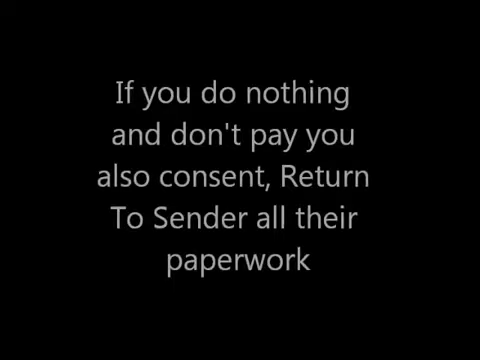 If you do nothing
and don't pay you
also consent, Return
To Sender all their
paperwork